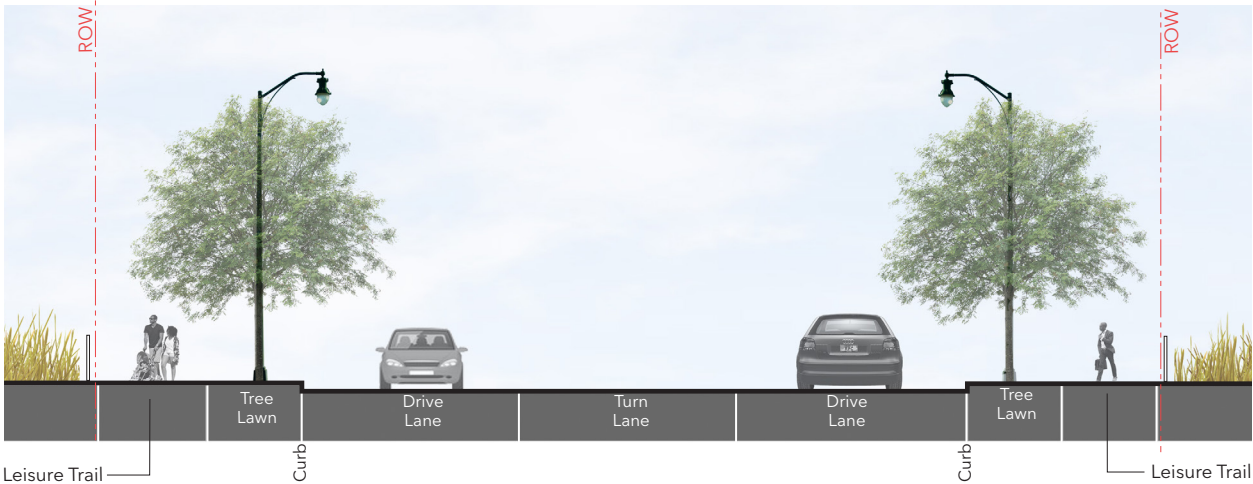 ROW
ROW
Tree
Lawn
Drive
Lane
Turn
Lane
Drive
Lane
Tree
Lawn
Leisure Trail
Curb
Curb
Leisure Trail